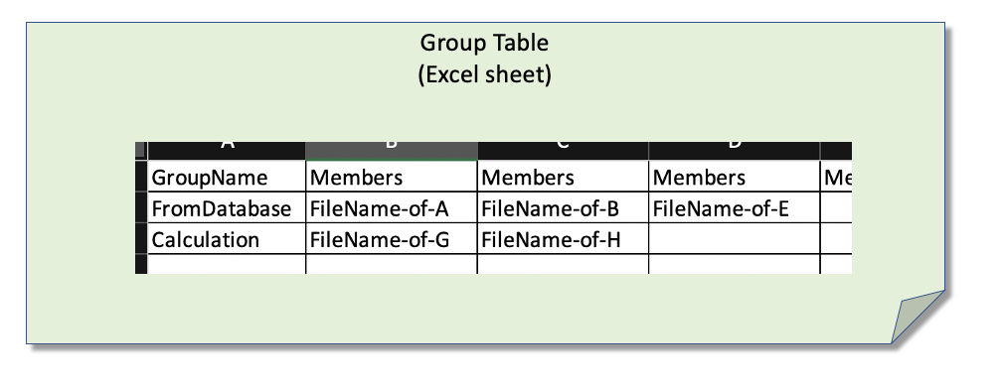 Group Table
(Excel sheet)
A B C D
GroupName Members Members Members Me
FromDatabase FileName-of-A FileName-of-B FileName-of-E
Calculation FileName-of-G FileName-of-H